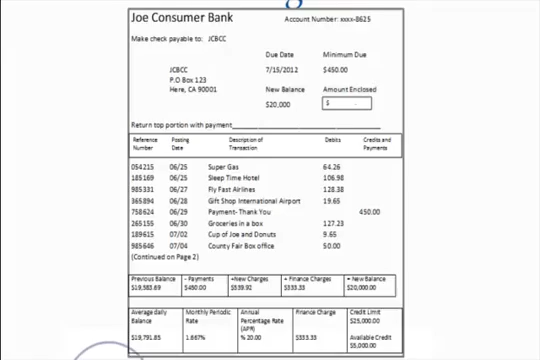 Joe Consumer Bank Account Number: xxxx-8625
Make check payable to: JCBCC
Due Date Minimum Due
JCBCC 7/15/2012 $450.00
P.O Box 123
Here, CA 90001 New Balance Amount Enclosed
$20,000 $ .
Return top portion with payment
Reference Number Posting Date Description of Transaction Debits Credits and Payments
054215 06/25 Super Gas 64.26
185169 06/25 Sleep Time Hotel 106.98
985331 06/27 Fly Fast Airlines 128.38
365894 06/28 Gift Shop International Airport 19.65
758624 06/29 Payment- Thank You 450.00
265155 06/30 Groceries in a box 127.23
189615 07/02 Cup of Joe and Donuts 9.65
985646 07/04 County Fair Box office 50.00
(Continued on Page 2)
Previous Balance - Payments +New Charges + Finance Charges = New Balance
$19,583.69 $450.00 $539.92 $333.33 $20,000.00
Average daily Balance Monthly Periodic Rate Annual Percentage Rate (APR) Finance Charge Credit Limit
$25,000.00
$19,791.85 1.667% % 20.00 $333.33 Available Credit
$5,000.00